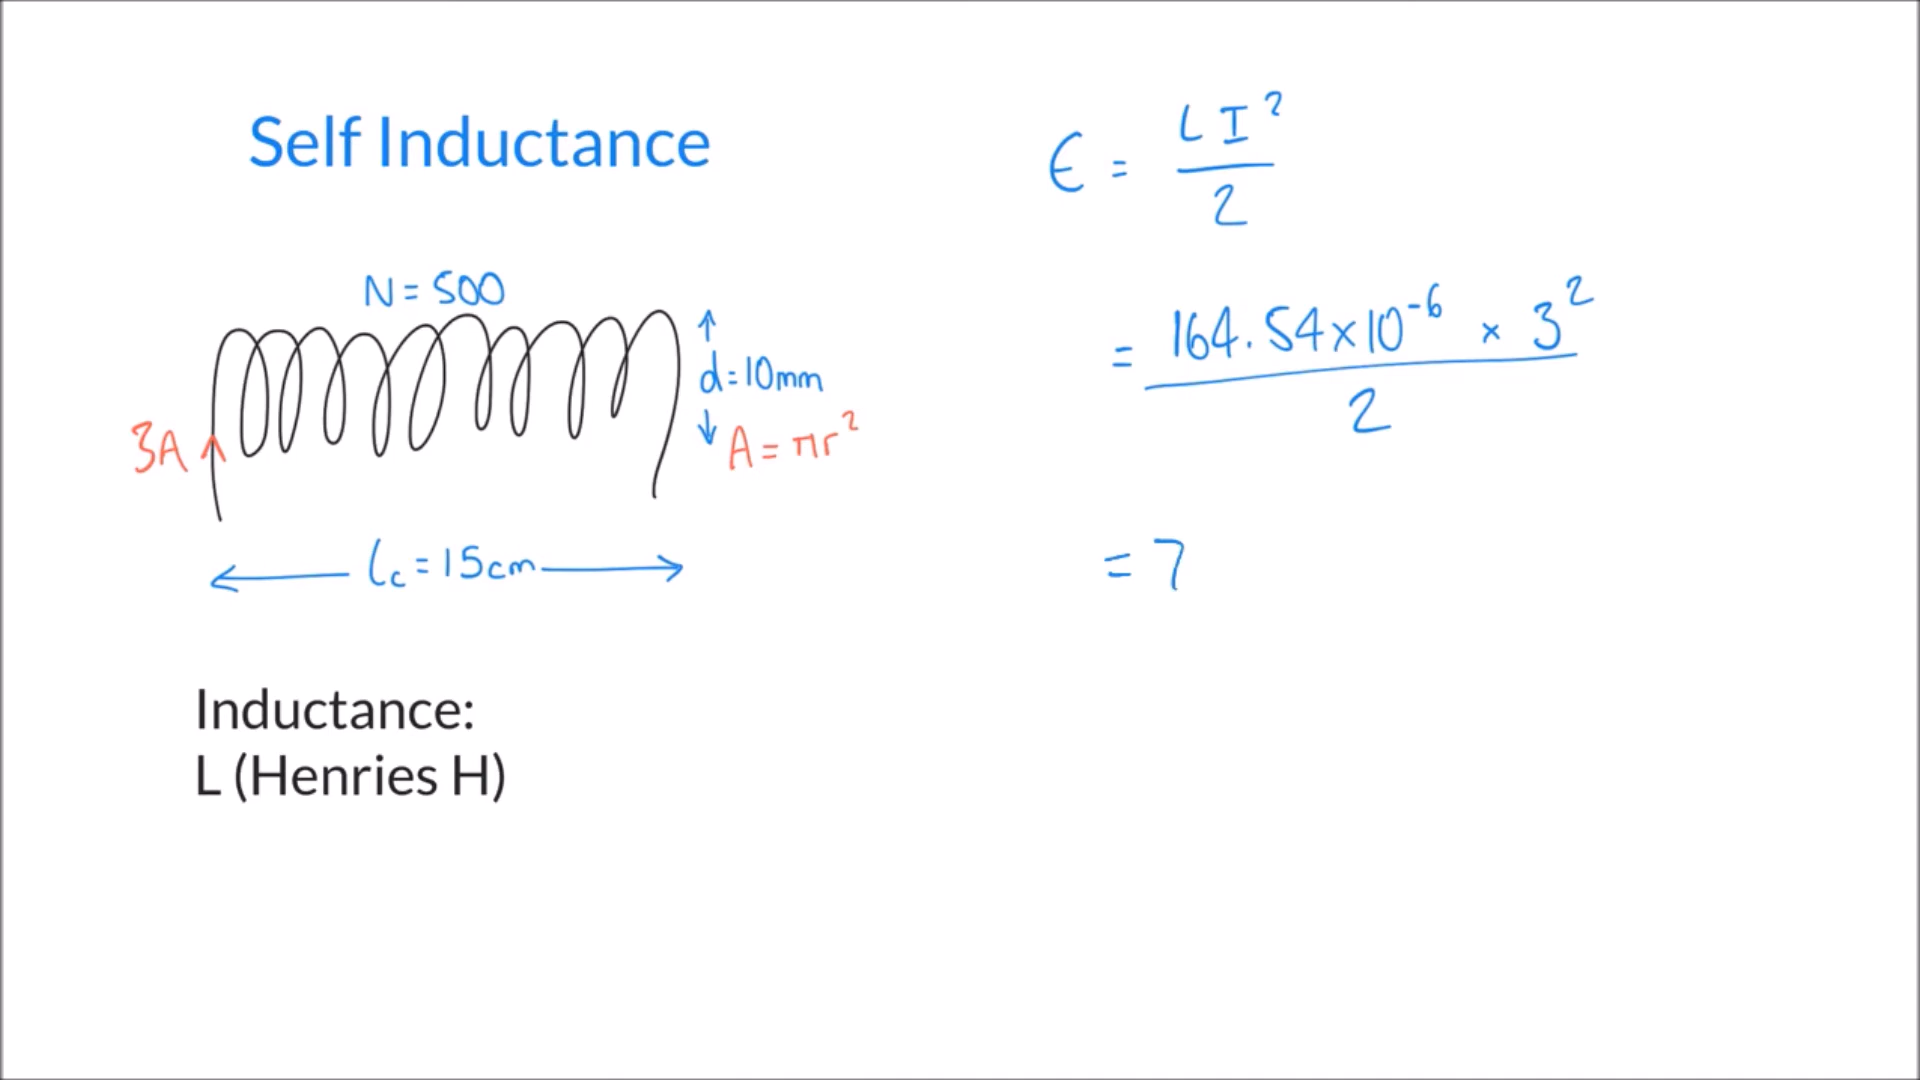 Self Inductance
N = 500
d = 10mm
3A
A = πr²
lc = 15cm
Inductance:
L (Henries H)
ϵ = LI²
2
= 164.54 x 10⁻⁶ x 3²
2
= 7